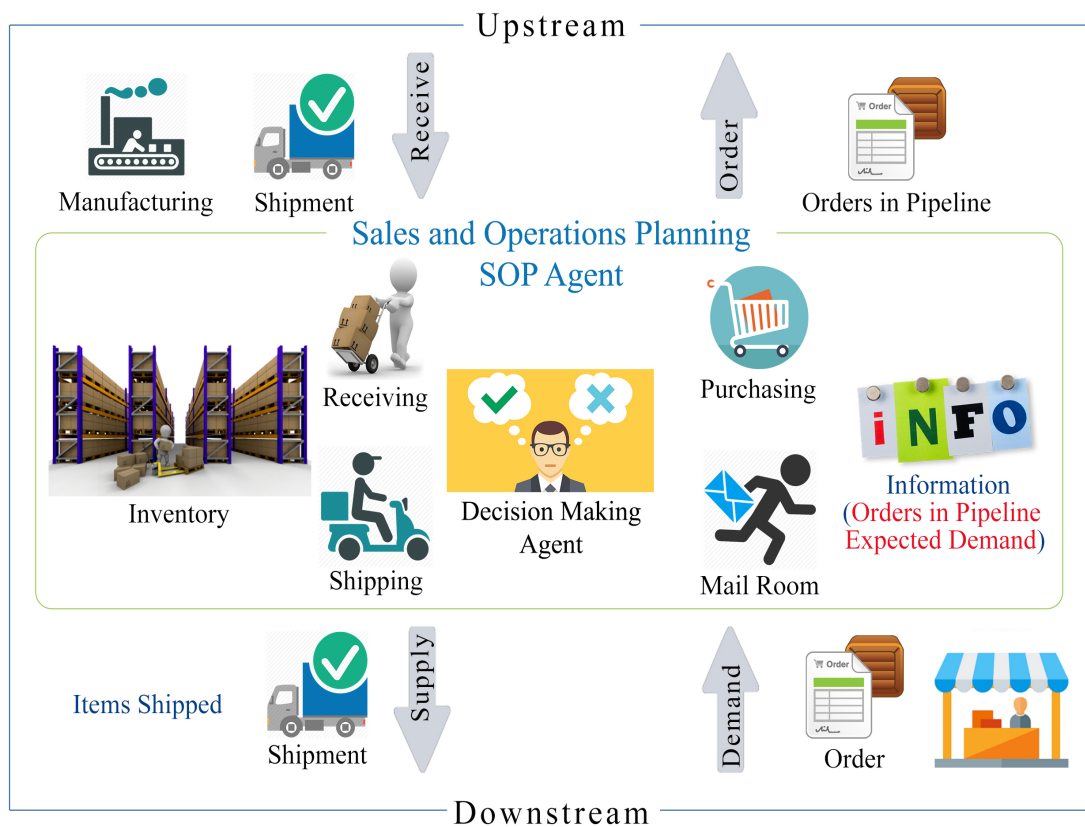 Upstream
Receive
Order
Order
Manufacturing
Shipment
Orders in Pipeline
Sales and Operations Planning
SOP Agent
Receiving
Purchasing
iNFO
Inventory
Decision Making
Agent
Information
(Orders in Pipeline
Expected Demand)
Shipping
Mail Room
Items Shipped
Shipment
Supply
Demand
Order
Order
Downstream